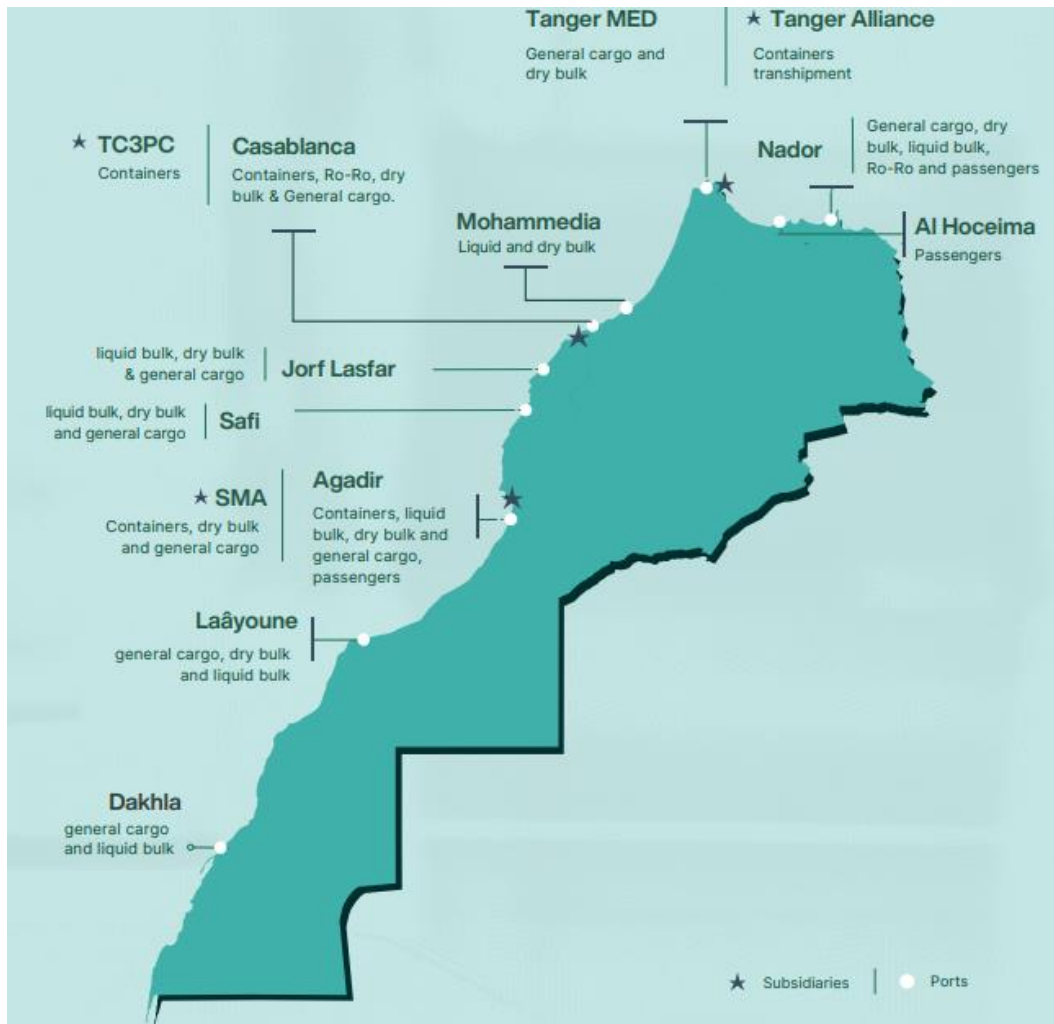 Tanger MED
General cargo and
dry bulk
Tanger Alliance
Containers
transhipment
TC3PC
Containers
Casablanca
Containers, Ro-Ro, dry
bulk & General cargo.
Nador
General cargo, dry
bulk, liquid bulk,
Ro-Ro and passengers
Mohammedia
Liquid and dry bulk
Al Hoceima
Passengers
liquid bulk, dry bulk
& general cargo
Jorf Lasfar
liquid bulk, dry bulk
and general cargo
Safi
SMA
Containers, dry bulk
and general cargo
Agadir
Containers, liquid
bulk, dry bulk and
general cargo,
passengers
Laâyoune
general cargo, dry bulk
and liquid bulk
Dakhla
general cargo
and liquid bulk
Subsidiaries
Ports